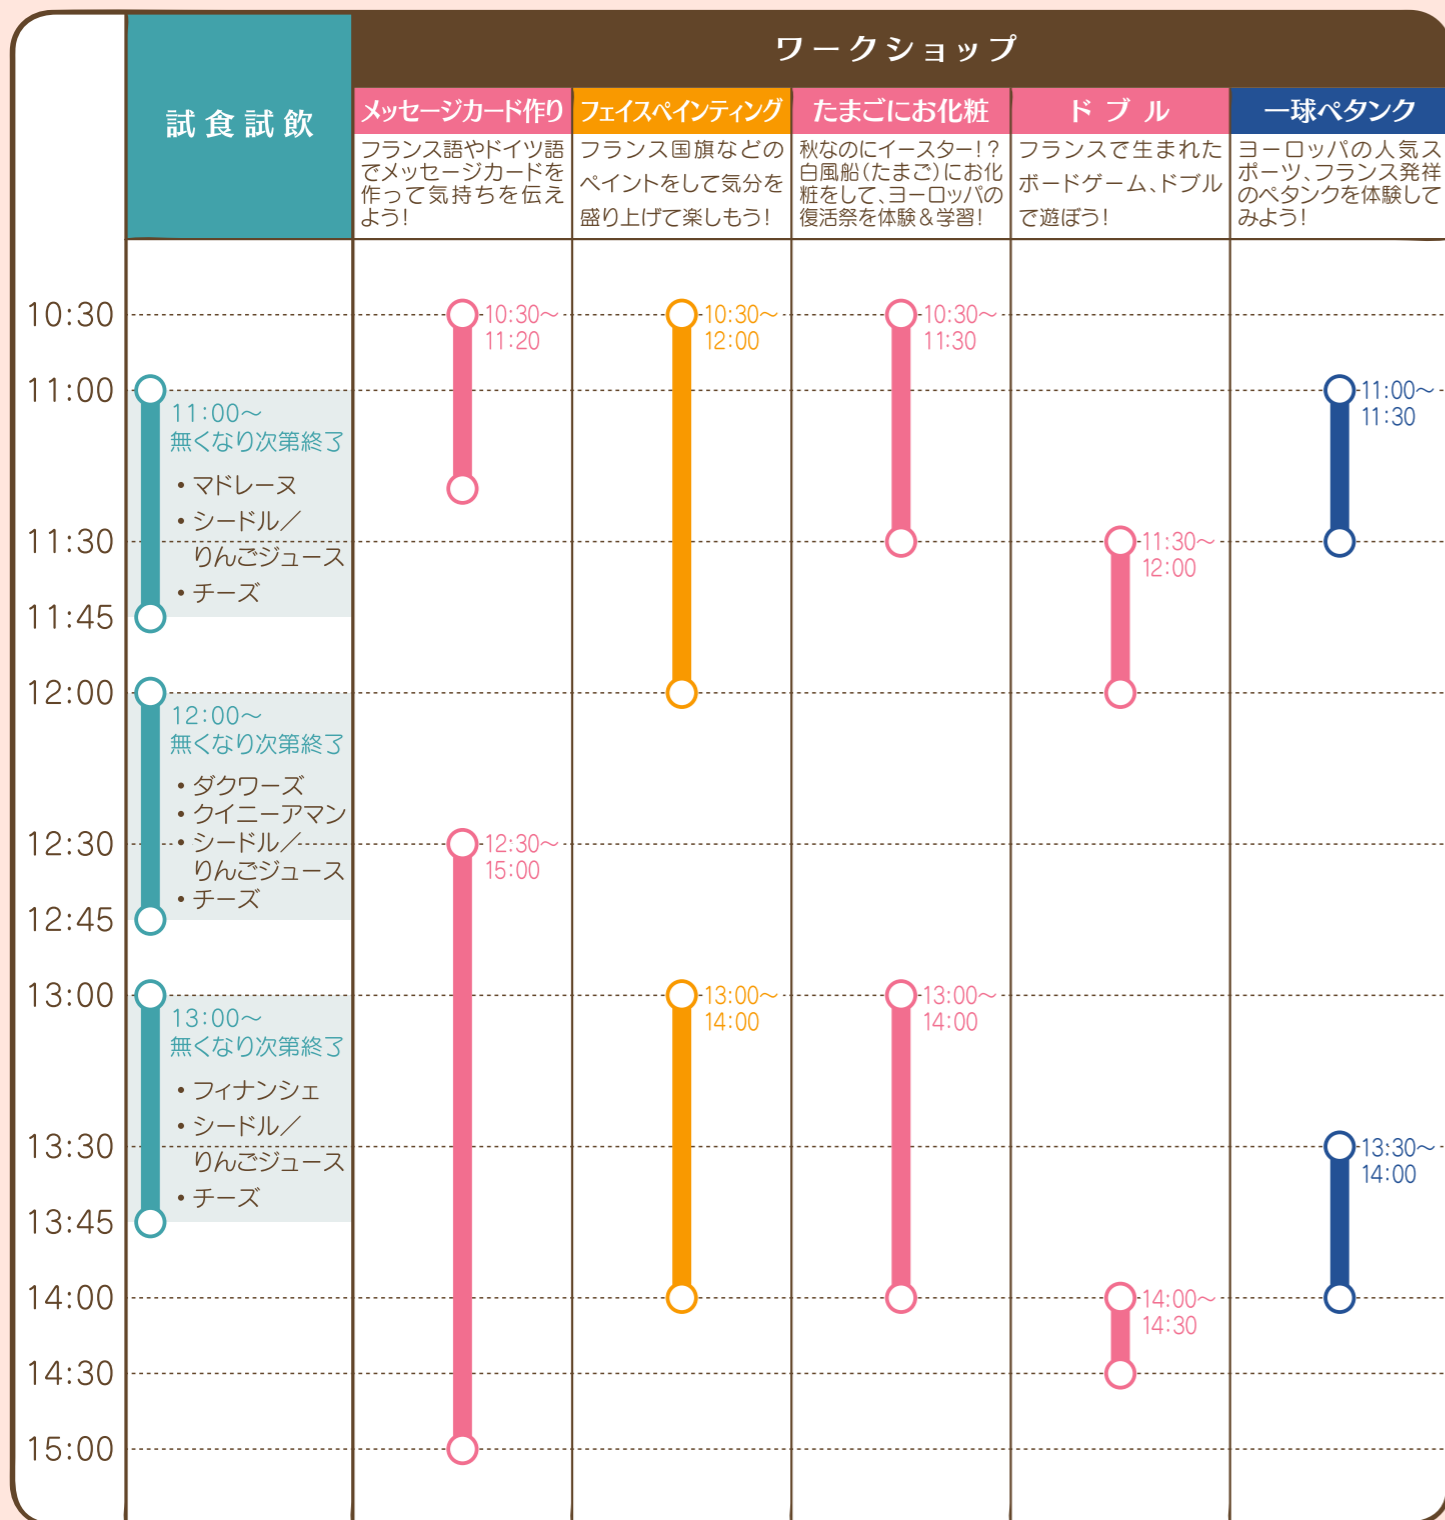 試食試飲
ワークショップ
メッセージカード作り
フランス語やドイツ語
でメッセージカードを
作って気持ちを伝え
よう!
フェイスペインティング
フランス国旗などの
ペイントをして気分を
盛り上げて楽しもう!
たまごにお化粧
秋なのにイースター!?
白風船(たまご)にお化
粧をして、ヨーロッパの
復活祭を体験&学習!
ドブル
フランスで生まれた
ボードゲーム、ドブル
で遊ぼう!
一球ペタンク
ヨーロッパの人気ス
ポーツ、フランス発祥
のペタンクを体験して
みよう!
10:30
10:30〜
11:20
10:30〜
12:00
10:30〜
11:30
11:00
11:00〜
無くなり次第終了
・マドレーヌ
・シードル/
りんごジュース
・チーズ
11:00〜
11:30
11:30
11:30〜
12:00
11:45
12:00
12:00〜
無くなり次第終了
・ダクワーズ
・クイニーアマン
・シードル/
りんごジュース
・チーズ
12:30
12:30〜
15:00
12:45
13:00
13:00〜
無くなり次第終了
・フィナンシェ
・シードル/
りんごジュース
・チーズ
13:00〜
14:00
13:00〜
14:00
13:30
13:30〜
14:00
13:45
14:00
14:00〜
14:30
14:30
15:00